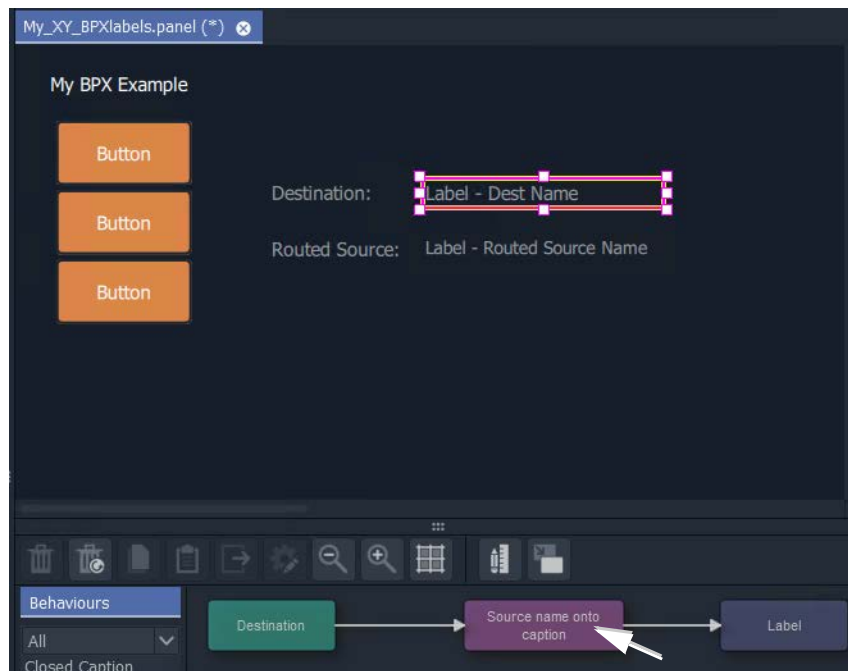 My_XY_BPXlabels.panel (*)
My BPX Example
Button
Button
Button
Destination:
Label - Dest Name
Routed Source:
Label - Routed Source Name
Behaviours
All
Closed Caption
Destination
Source name onto
caption
Label